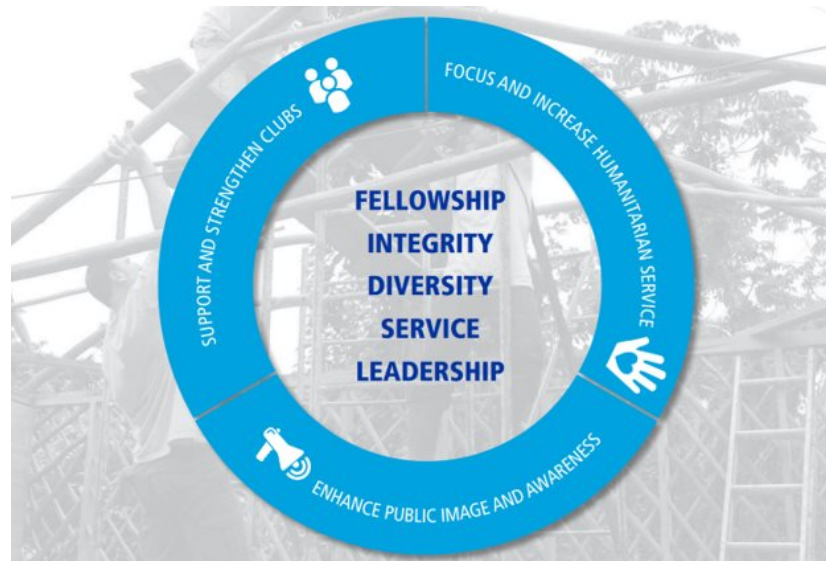 SUPPORT AND STRENGTHEN CLUBS
FOCUS AND INCREASE HUMANITARIAN SERVICE
FELLOWSHIP
INTEGRITY
DIVERSITY
SERVICE
LEADERSHIP
ENHANCE PUBLIC IMAGE AND AWARENESS